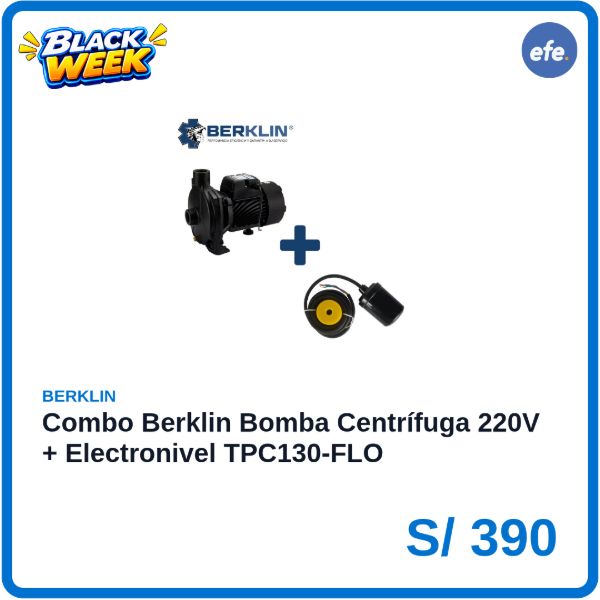 BLACK
WEEK
efe.
BERKLIN®
BERKLIN
Combo Berklin Bomba Centrífuga 220V
+ Electronivel TPC130-FLO
S/ 390